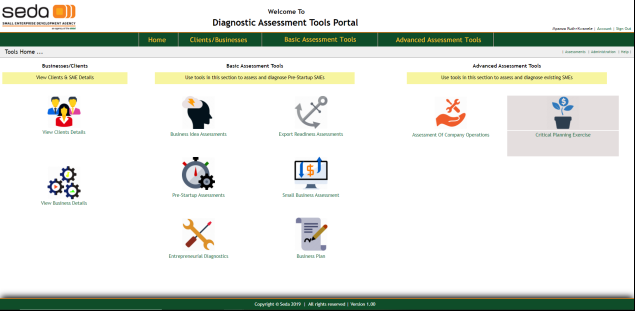 seda
SMALL ENTERPRISE DEVELOPMENT AGENCY
Welcome To
Diagnostic Assessment Tools Portal
| Account | Sign Out
Home
Clients/Businesses
Basic Assessment Tools
Advanced Assessment Tools
Tools Home ...
| Assessments | Administration | Help |
Businesses/Clients
Basic Assessment Tools
Advanced Assessment Tools
View Clients & SME Details
Use tools in this section to assess and diagnose Pre-Startup SMEs
Use tools in this section to assess and diagnose existing SMEs
View Clients Details
Business Idea Assessments
Export Readiness Assessments
Assessment Of Company Operations
Critical Planning Exercise
View Business Details
Pre-Startup Assessments
Small Business Assessment
Entrepreneurial Diagnostics
Business Plan
Copyright © Seda 2019 | All rights reserved | Version 1.00